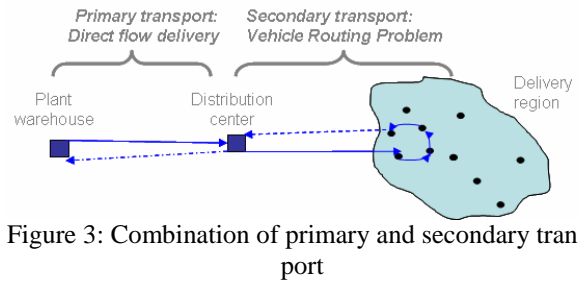 Primary transport:
Direct flow delivery
Secondary transport:
Vehicle Routing Problem
Plant
warehouse
Distribution
center
Delivery
region
Figure 3: Combination of primary and secondary tran
port